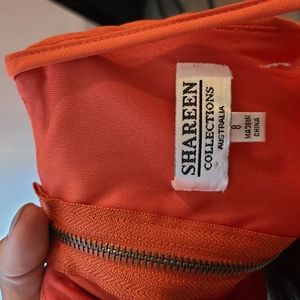 SHAREEN
COLLECTIONS
AUSTRALIA
8
MADE IN
CHINA